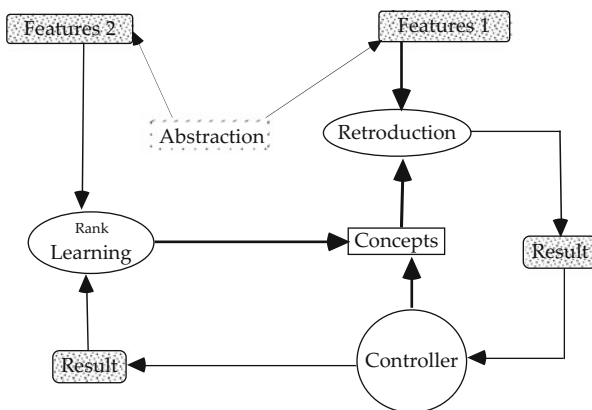 Features 2
Features 1
Abstraction
Retroduction
Rank
Learning
Concepts
Result
Controller
Result